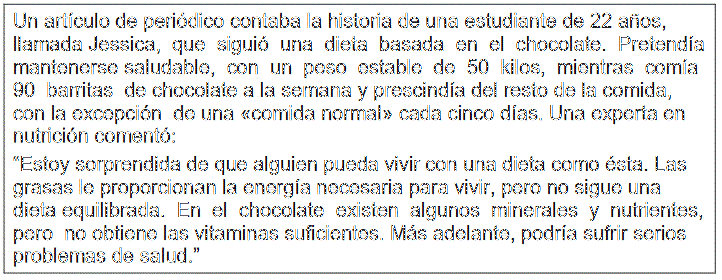 Un artículo de periódico contaba la historia de una estudiante de 22 años,
llamada Jessica, que siguió una dieta basada en el chocolate. Pretendía
mantenerse saludable, con un peso estable de 50 kilos, mientras comía
90 barritas de chocolate a la semana y prescindía del resto de la comida,
con la excepción de una «comida normal» cada cinco días. Una experta en
nutrición comentó:
“Estoy sorprendida de que alguien pueda vivir con una dieta como ésta. Las
grasas le proporcionan la energía necesaria para vivir, pero no sigue una
dieta equilibrada. En el chocolate existen algunos minerales y nutrientes,
pero no obtiene las vitaminas suficientes. Más adelante, podría sufrir serios
problemas de salud.”